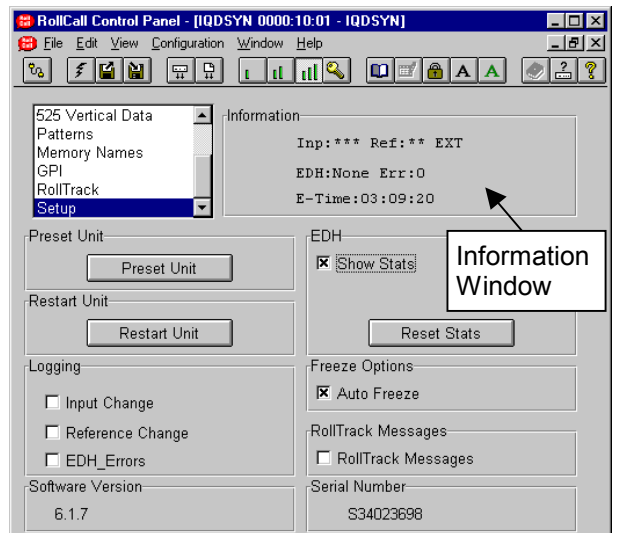 RollCall Control Panel - [IQDSYN 0000:10:01 - IQDSYN]
File Edit View Configuration Window Help
A A
525 Vertical Data
Patterns
Memory Names
GPI
RollTrack
Setup
Information
Inp:*** Ref:** EXT
EDH:None Err:0
E-Time:03:09:20
Information
Window
Preset Unit
Preset Unit
EDH
Show Stats
Restart Unit
Restart Unit
Reset Stats
Logging
Input Change
Reference Change
EDH_Errors
Freeze Options
Auto Freeze
RollTrack Messages
RollTrack Messages
Software Version
6.1.7
Serial Number
S34023698